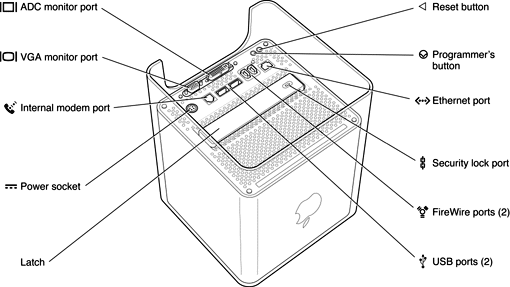 ADC monitor port
VGA monitor port
Internal modem port
Power socket
Latch
Reset button
Programmer's
button
Ethernet port
Security lock port
FireWire ports (2)
USB ports (2)